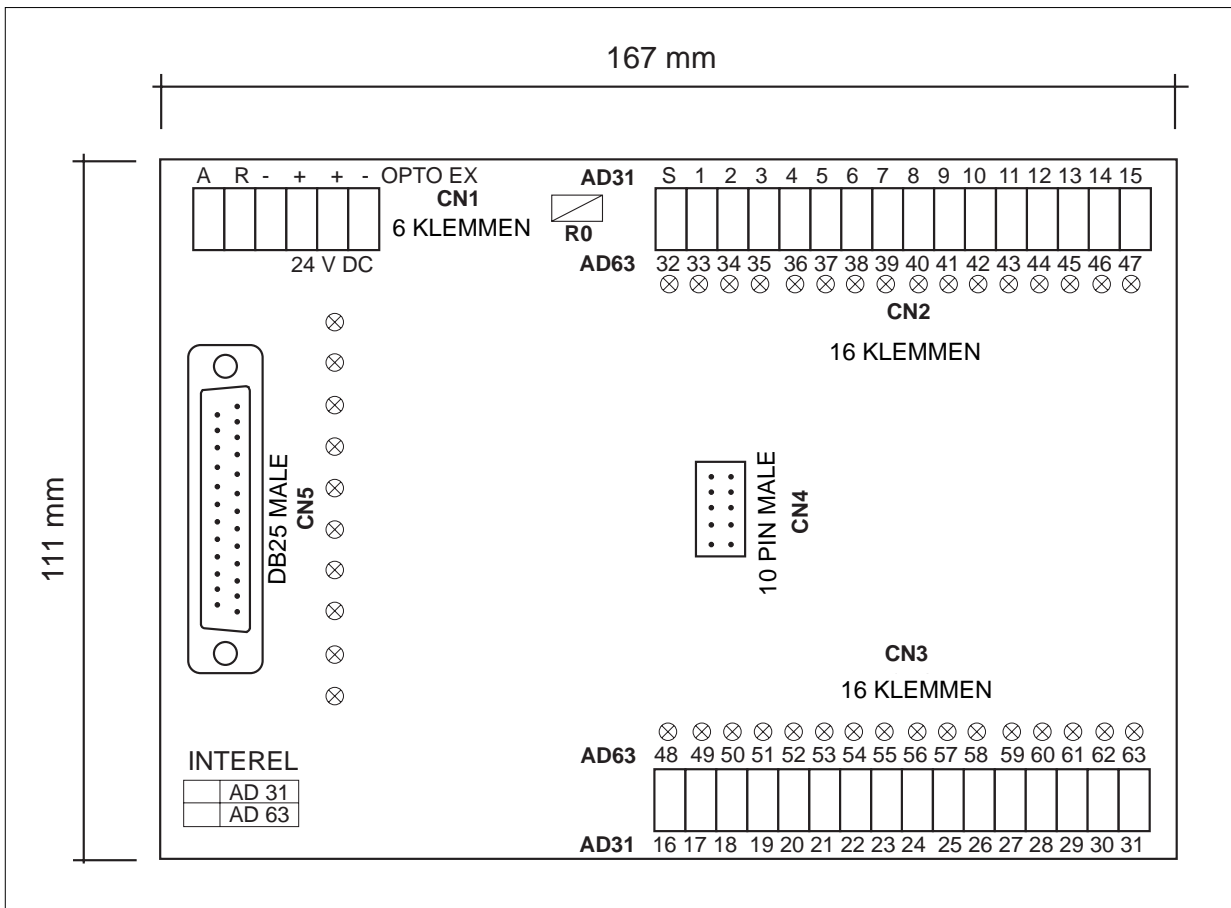 167 mm
111 mm
A R - + + - OPTO EX
CN1
6 KLEMMEN
24 V DC
R0
AD31 S 1 2 3 4 5 6 7 8 9 10 11 12 13 14 15
AD63 32 33 34 35 36 37 38 39 40 41 42 43 44 45 46 47
CN2
16 KLEMMEN
DB25 MALE
CN5
10 PIN MALE
CN4
CN3
16 KLEMMEN
AD63 48 49 50 51 52 53 54 55 56 57 58 59 60 61 62 63
AD31 16 17 18 19 20 21 22 23 24 25 26 27 28 29 30 31
INTEREL
AD 31
AD 63